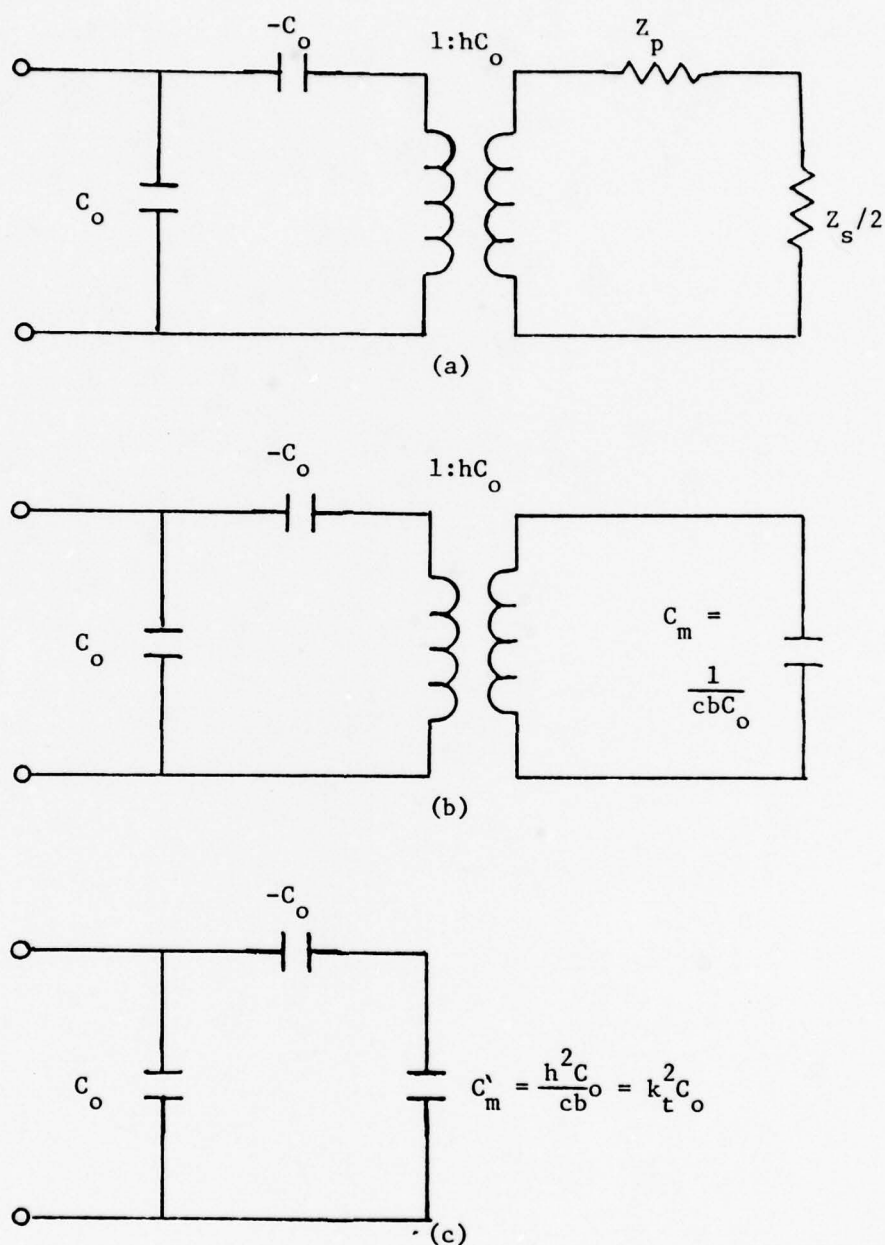 -C_o
1:hC_o
Z_p
C_o
Z_s/2
(a)
-C_o
1:hC_o
C_o
C_m =
1
cbC_o
(b)
-C_o
C_o
C`_m = h^2C_o/cb = k_t^2C_o
(c)